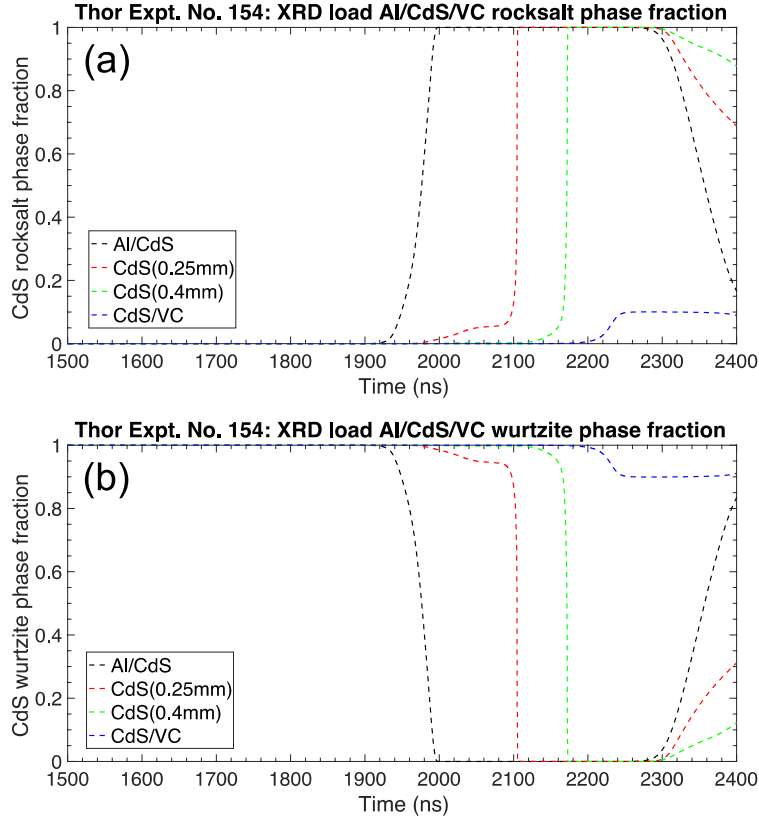 Thor Expt. No. 154: XRD load Al/CdS/VC rocksalt phase fraction
(a)
CdS rocksalt phase fraction
1
0.8
0.6
0.4
0.2
0
Al/CdS
CdS(0.25mm)
CdS(0.4mm)
CdS/VC
1500 1600 1700 1800 1900 2000 2100 2200 2300 2400
Time (ns)
Thor Expt. No. 154: XRD load Al/CdS/VC wurtzite phase fraction
(b)
CdS wurtzite phase fraction
1
0.8
0.6
0.4
0.2
0
Al/CdS
CdS(0.25mm)
CdS(0.4mm)
CdS/VC
1500 1600 1700 1800 1900 2000 2100 2200 2300 2400
Time (ns)